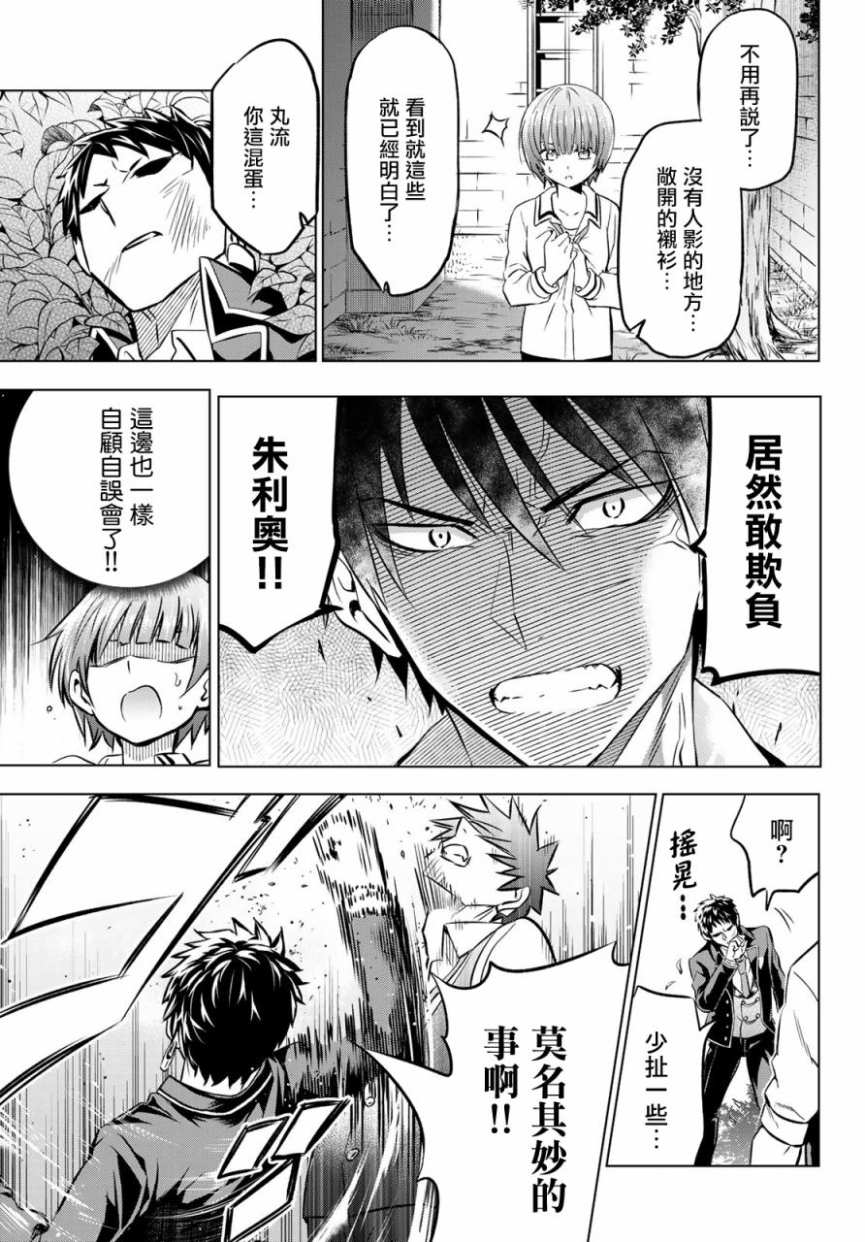 不用再説了…
沒有人影的地方…
敞開的襯衫…
看到就這些
就已經明白了…
丸流
你這混蛋…
居然敢欺負
朱利奧!!
這邊也一樣
自顧自誤會了!!
啊?
搖晃…
少扯一些…
莫名其妙的
事啊!!